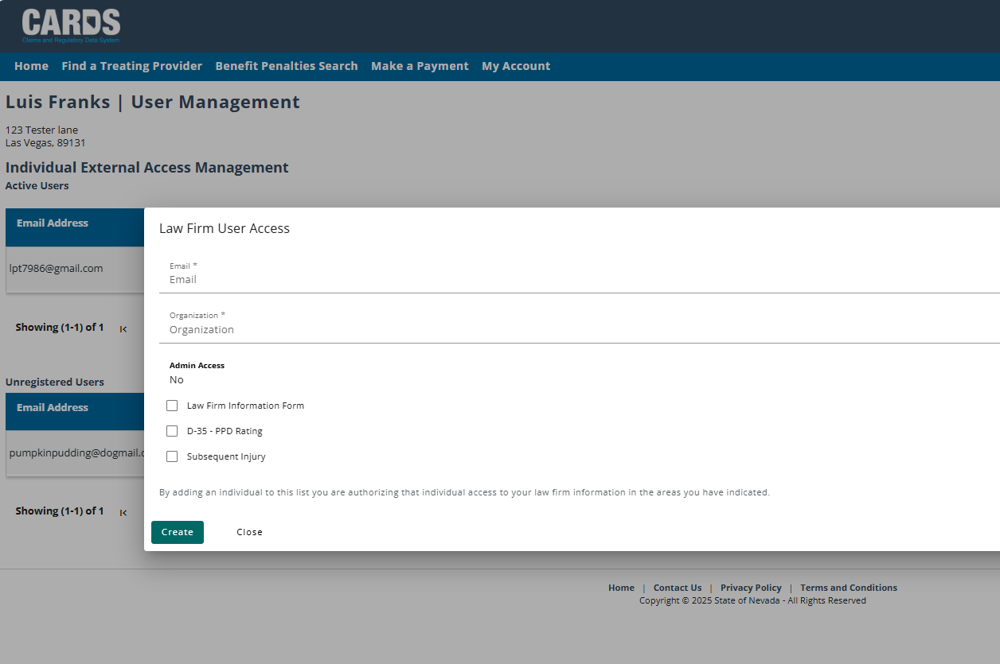 CARDS
Claims and Regulatory Data System
Home Find a Treating Provider Benefit Penalties Search Make a Payment My Account
Luis Franks | User Management
123 Tester lane
Las Vegas, 89131
Individual External Access Management
Active Users
Email Address
lpt7986@gmail.com
Showing (1-1) of 1
Unregistered Users
Email Address
pumpkinpudding@dogmail.c
Showing (1-1) of 1
Law Firm User Access
Email *
Email
Organization *
Organization
Admin Access
No
Law Firm Information Form
D-35 - PPD Rating
Subsequent Injury
By adding an individual to this list you are authorizing that individual access to your law firm information in the areas you have indicated.
Create Close
Home | Contact Us | Privacy Policy | Terms and Conditions
Copyright © 2025 State of Nevada - All Rights Reserved